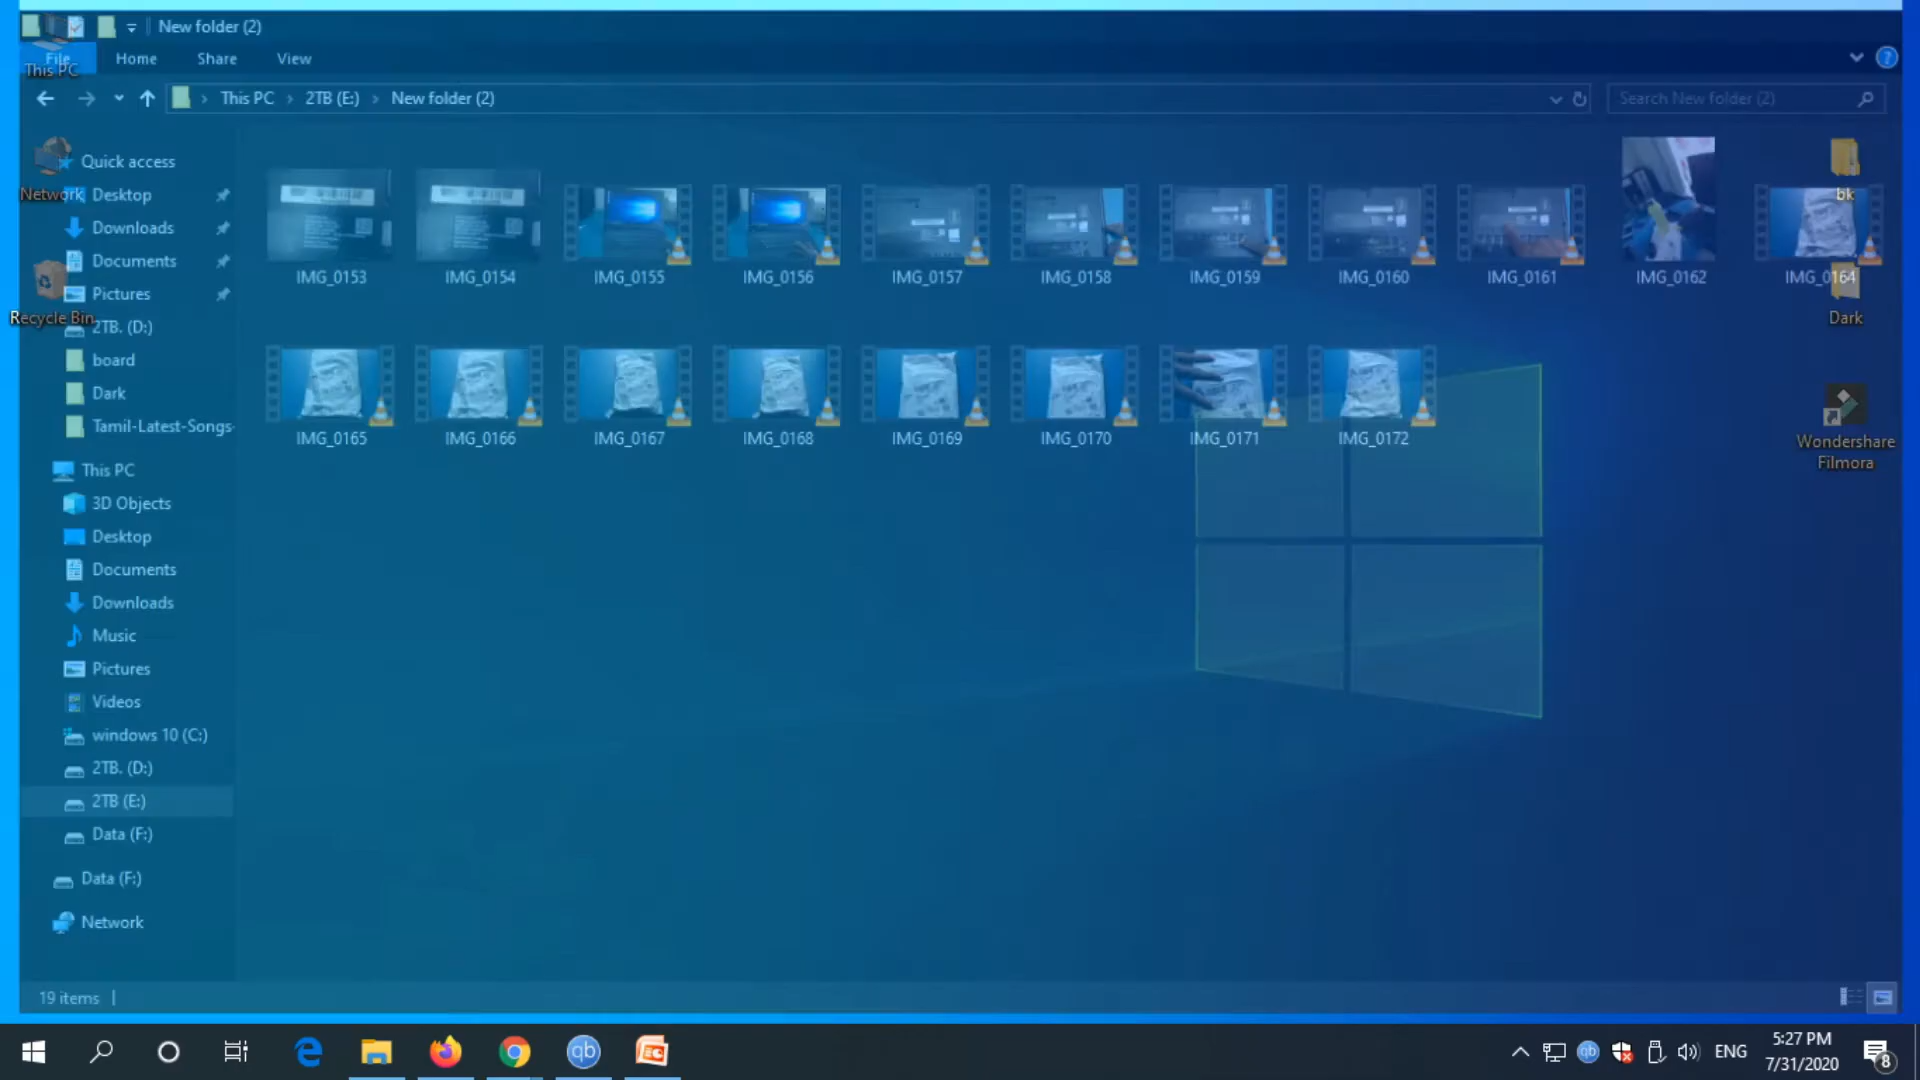 New folder (2)
File
Home
Share
View
This PC
This PC
2TB (E:)
New folder (2)
Search New folder (2)
Quick access
Network
Desktop
Downloads
Documents
Pictures
Recycle Bin
2TB. (D:)
board
Dark
Tamil-Latest-Songs-
This PC
3D Objects
Desktop
Documents
Downloads
Music
Pictures
Videos
windows 10 (C:)
2TB. (D:)
2TB (E:)
Data (F:)
Data (F:)
Network
IMG_0153
IMG_0154
IMG_0155
IMG_0156
IMG_0157
IMG_0158
IMG_0159
IMG_0160
IMG_0161
IMG_0162
IMG_0164
IMG_0165
IMG_0166
IMG_0167
IMG_0168
IMG_0169
IMG_0170
IMG_0171
IMG_0172
bk
Dark
Wondershare
Filmora
19 items
qb
qb
ENG
5:27 PM
7/31/2020
8